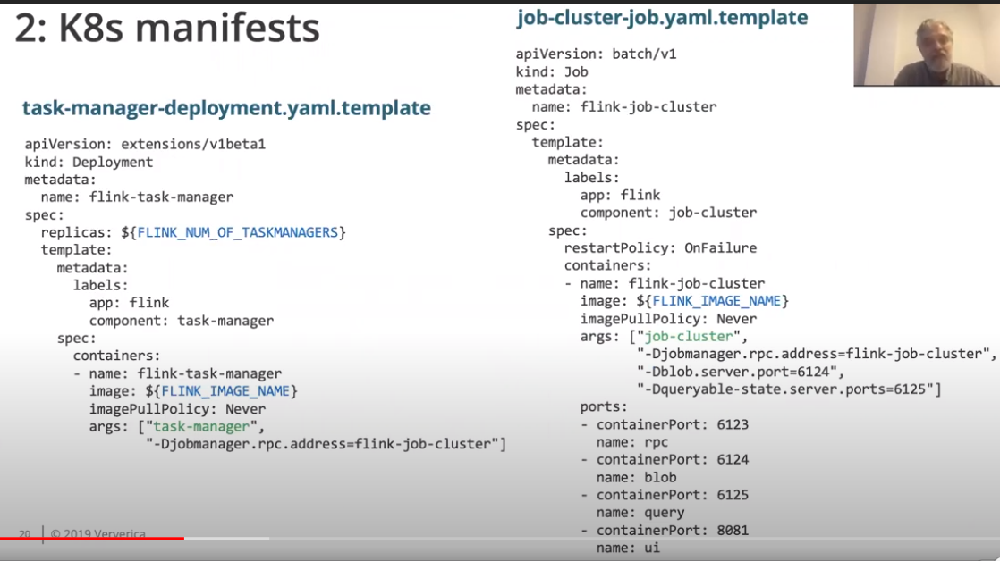 2: K8s manifests
task-manager-deployment.yaml.template
apiVersion: extensions/v1beta1
kind: Deployment
metadata:
  name: flink-task-manager
spec:
  replicas: ${FLINK_NUM_OF_TASKMANAGERS}
  template:
    metadata:
      labels:
        app: flink
        component: task-manager
    spec:
      containers:
      - name: flink-task-manager
        image: ${FLINK_IMAGE_NAME}
        imagePullPolicy: Never
        args: ["task-manager",
               "-Djobmanager.rpc.address=flink-job-cluster"]
job-cluster-job.yaml.template
apiVersion: batch/v1
kind: Job
metadata:
  name: flink-job-cluster
spec:
  template:
    metadata:
      labels:
        app: flink
        component: job-cluster
    spec:
      restartPolicy: OnFailure
      containers:
      - name: flink-job-cluster
        image: ${FLINK_IMAGE_NAME}
        imagePullPolicy: Never
        args: ["job-cluster",
               "-Djobmanager.rpc.address=flink-job-cluster",
               "-Dblob.server.port=6124",
               "-Dqueryable-state.server.ports=6125"]
        ports:
        - containerPort: 6123
          name: rpc
        - containerPort: 6124
          name: blob
        - containerPort: 6125
          name: query
        - containerPort: 8081
          name: ui
20 | © 2019 Ververica